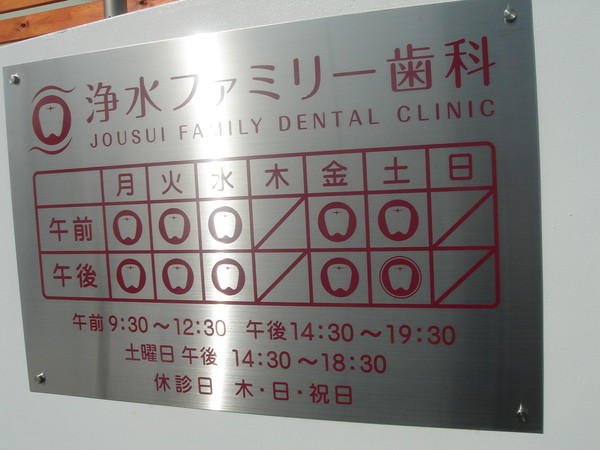 浄水ファミリー歯科
JOUSUI FAMILY DENTAL CLINIC
月 火 水 木 金 土 日
午前
午後
午前 9:30～12:30 午後 14:30～19:30
土曜日 午後 14:30～18:30
休診日 木・日・祝日